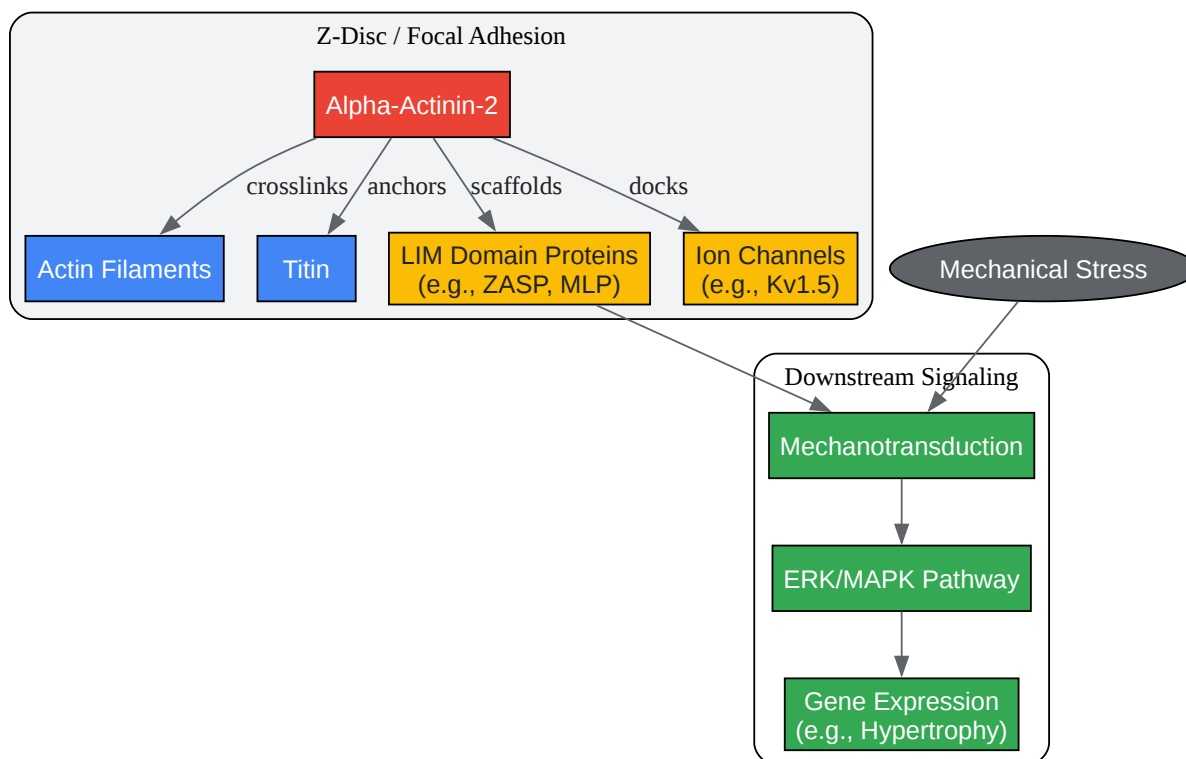 Z-Disc / Focal Adhesion
Alpha-Actinin-2
crosslinks
anchors
scaffolds
docks
Actin Filaments
Titin
LIM Domain Proteins
(e.g., ZASP, MLP)
Ion Channels
(e.g., Kv1.5)
Mechanical Stress
Downstream Signaling
Mechanotransduction
ERK/MAPK Pathway
Gene Expression
(e.g., Hypertrophy)